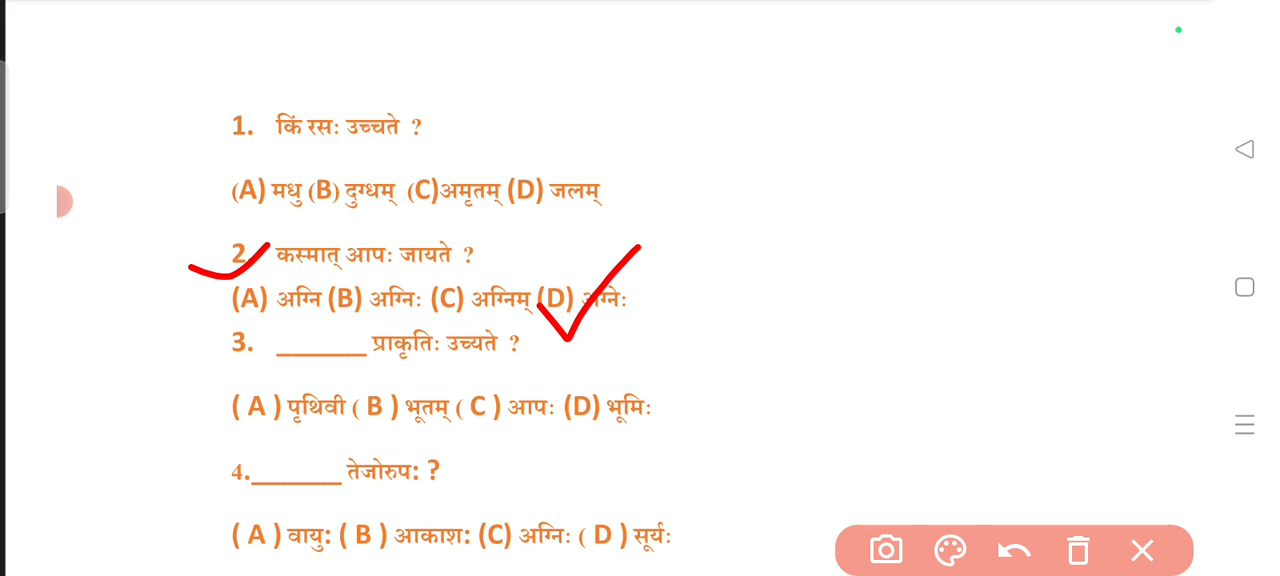 1. किं रसः उच्चते ?
(A) मधु (B) दुग्धम् (C)अमृतम् (D) जलम्
2. कस्मात् आपः जायते ?
(A) अग्नि (B) अग्निः (C) अग्निम् (D) अग्नेः
3. _______ प्राकृतिः उच्यते ?
( A ) पृथिवी ( B ) भूतम् ( C ) आपः (D) भूमिः
4._______ तेजोरुप: ?
( A ) वायु: ( B ) आकाश: (C) अग्निः ( D ) सूर्यः